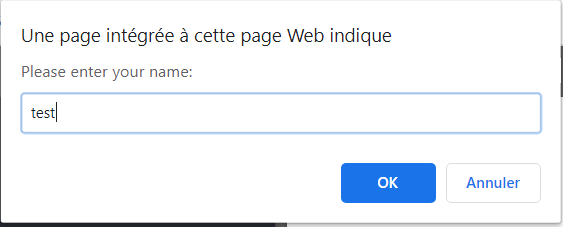 Une page intégrée à cette page Web indique
Please enter your name:
test
OK
Annuler